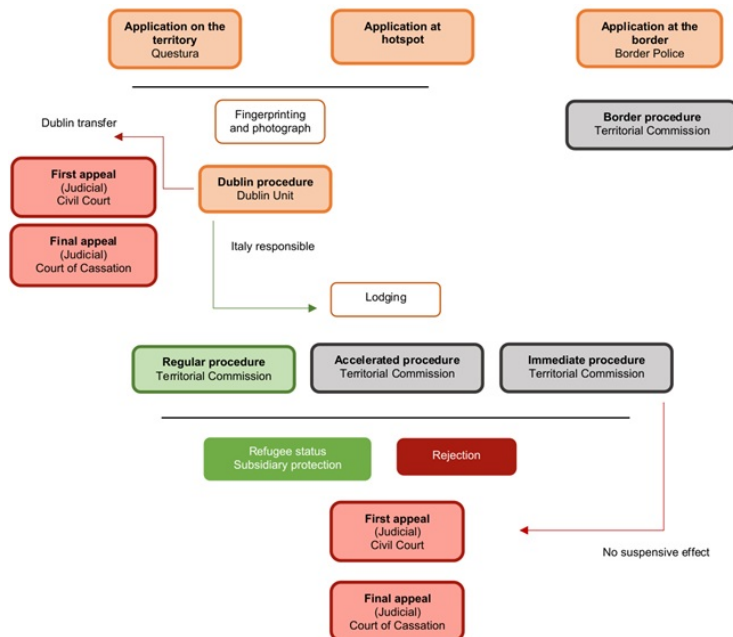 Application on the
territory
Questura
Application at
hotspot
Application at the
border
Border Police
Fingerprinting
and photograph
Border procedure
Territorial Commission
Dublin transfer
First appeal
(Judicial)
Civil Court
Dublin procedure
Dublin Unit
Final appeal
(Judicial)
Court of Cassation
Italy responsible
Lodging
Regular procedure
Territorial Commission
Accelerated procedure
Territorial Commission
Immediate procedure
Territorial Commission
Refugee status
Subsidiary protection
Rejection
First appeal
(Judicial)
Civil Court
No suspensive effect
Final appeal
(Judicial)
Court of Cassation